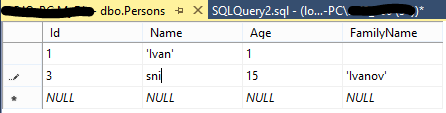 - dbo.Persons SQLQuery2.sql - (lo...-PC\ *
Id Name Age FamilyName
1 'Ivan' 1
3 sni 15 'Ivanov'
NULL NULL NULL NULL